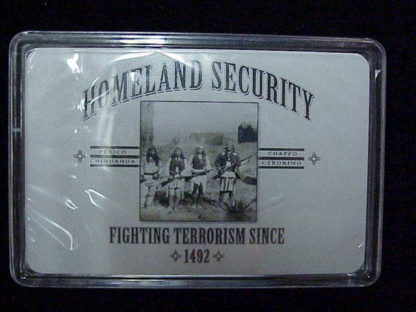 HOMELAND SECURITY
PERICO
CHIHUAHUA
CHAPPO
GERONIMO
FIGHTING TERRORISM SINCE
1492